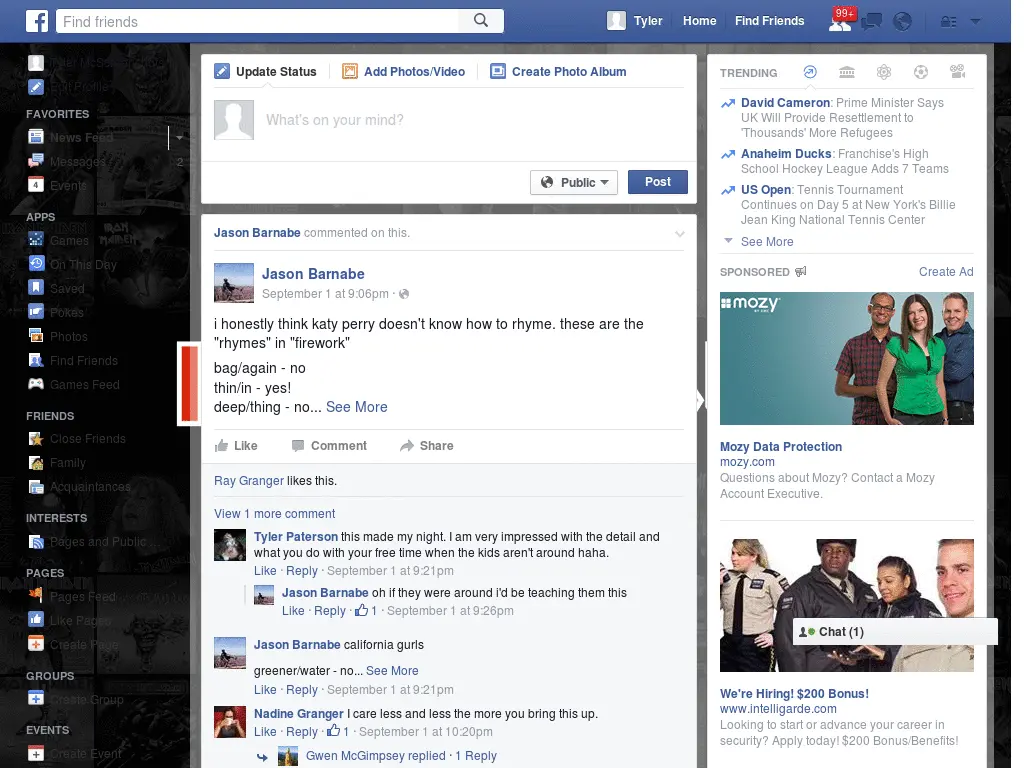 Find friends
Tyler
Home
Find Friends
99+
Edit Profile
FAVORITES
News Feed
Messages
2
Events
4
APPS
Games
On This Day
Saved
Pokes
Photos
Find Friends
Games Feed
FRIENDS
Close Friends
Family
Acquaintances
INTERESTS
Pages and Public ...
PAGES
Pages Feed
Like Pages
Create Page
GROUPS
Create Group
EVENTS
Create Event
Update Status
Add Photos/Video
Create Photo Album
What's on your mind?
Public
Post
Jason Barnabe commented on this.
Jason Barnabe
September 1 at 9:06pm ·
i honestly think katy perry doesn't know how to rhyme. these are the
"rhymes" in "firework"
bag/again - no
thin/in - yes!
deep/thing - no... See More
Like
Comment
Share
Ray Granger likes this.
View 1 more comment
Tyler Paterson this made my night. I am very impressed with the detail and
what you do with your free time when the kids aren't around haha.
Like · Reply · September 1 at 9:21pm
Jason Barnabe oh if they were around i'd be teaching them this
Like · Reply · 1 · September 1 at 9:26pm
Jason Barnabe california gurls
greener/water - no... See More
Like · Reply · September 1 at 9:21pm
Nadine Granger I care less and less the more you bring this up.
Like · Reply · 1 · September 1 at 10:20pm
Gwen McGimpsey replied · 1 Reply
TRENDING
David Cameron: Prime Minister Says
UK Will Provide Resettlement to
'Thousands' More Refugees
Anaheim Ducks: Franchise's High
School Hockey League Adds 7 Teams
US Open: Tennis Tournament
Continues on Day 5 at New York's Billie
Jean King National Tennis Center
See More
SPONSORED
Create Ad
mozy
BY EMC
Mozy Data Protection
mozy.com
Questions about Mozy? Contact a Mozy
Account Executive.
Chat (1)
We're Hiring! $200 Bonus!
www.intelligarde.com
Looking to start or advance your career in
security? Apply today! $200 Bonus/Benefits!